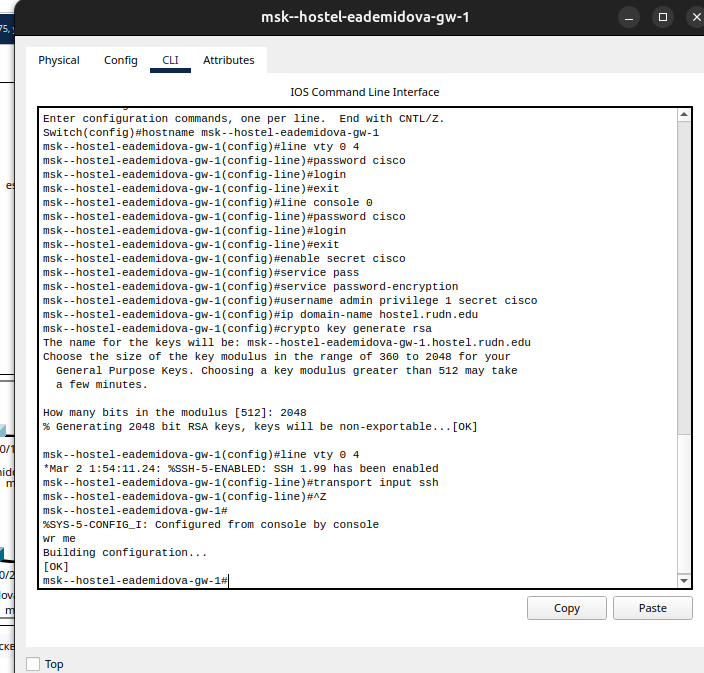 msk--hostel-eademidova-gw-1
75,
Physical Config CLI Attributes
IOS Command Line Interface
Enter configuration commands, one per line.  End with CNTL/Z.
Switch(config)#hostname msk--hostel-eademidova-gw-1
msk--hostel-eademidova-gw-1(config)#line vty 0 4
msk--hostel-eademidova-gw-1(config-line)#password cisco
msk--hostel-eademidova-gw-1(config-line)#login
msk--hostel-eademidova-gw-1(config-line)#exit
msk--hostel-eademidova-gw-1(config)#line console 0
msk--hostel-eademidova-gw-1(config-line)#password cisco
msk--hostel-eademidova-gw-1(config-line)#login
msk--hostel-eademidova-gw-1(config-line)#exit
msk--hostel-eademidova-gw-1(config)#enable secret cisco
msk--hostel-eademidova-gw-1(config)#service pass
msk--hostel-eademidova-gw-1(config)#service password-encryption
msk--hostel-eademidova-gw-1(config)#username admin privilege 1 secret cisco
msk--hostel-eademidova-gw-1(config)#ip domain-name hostel.rudn.edu
msk--hostel-eademidova-gw-1(config)#crypto key generate rsa
The name for the keys will be: msk--hostel-eademidova-gw-1.hostel.rudn.edu
Choose the size of the key modulus in the range of 360 to 2048 for your
General Purpose Keys. Choosing a key modulus greater than 512 may take
a few minutes.
How many bits in the modulus [512]: 2048
% Generating 2048 bit RSA keys, keys will be non-exportable...[OK]
msk--hostel-eademidova-gw-1(config)#line vty 0 4
*Mar 2 1:54:11.24: %SSH-5-ENABLED: SSH 1.99 has been enabled
msk--hostel-eademidova-gw-1(config-line)#transport input ssh
msk--hostel-eademidova-gw-1(config-line)#^Z
msk--hostel-eademidova-gw-1#
%SYS-5-CONFIG_I: Configured from console by console
wr me
Building configuration...
[OK]
msk--hostel-eademidova-gw-1#
Copy Paste
Top